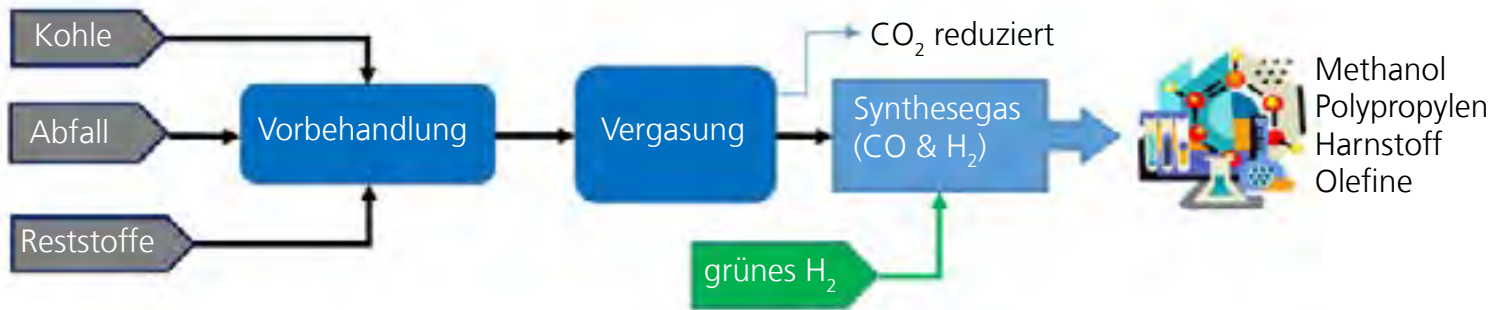 Kohle
Abfall
Reststoffe
Vorbehandlung
Vergasung
CO₂ reduziert
Synthesegas
(CO & H₂)
grünes H₂
Methanol
Polypropylen
Harnstoff
Olefine